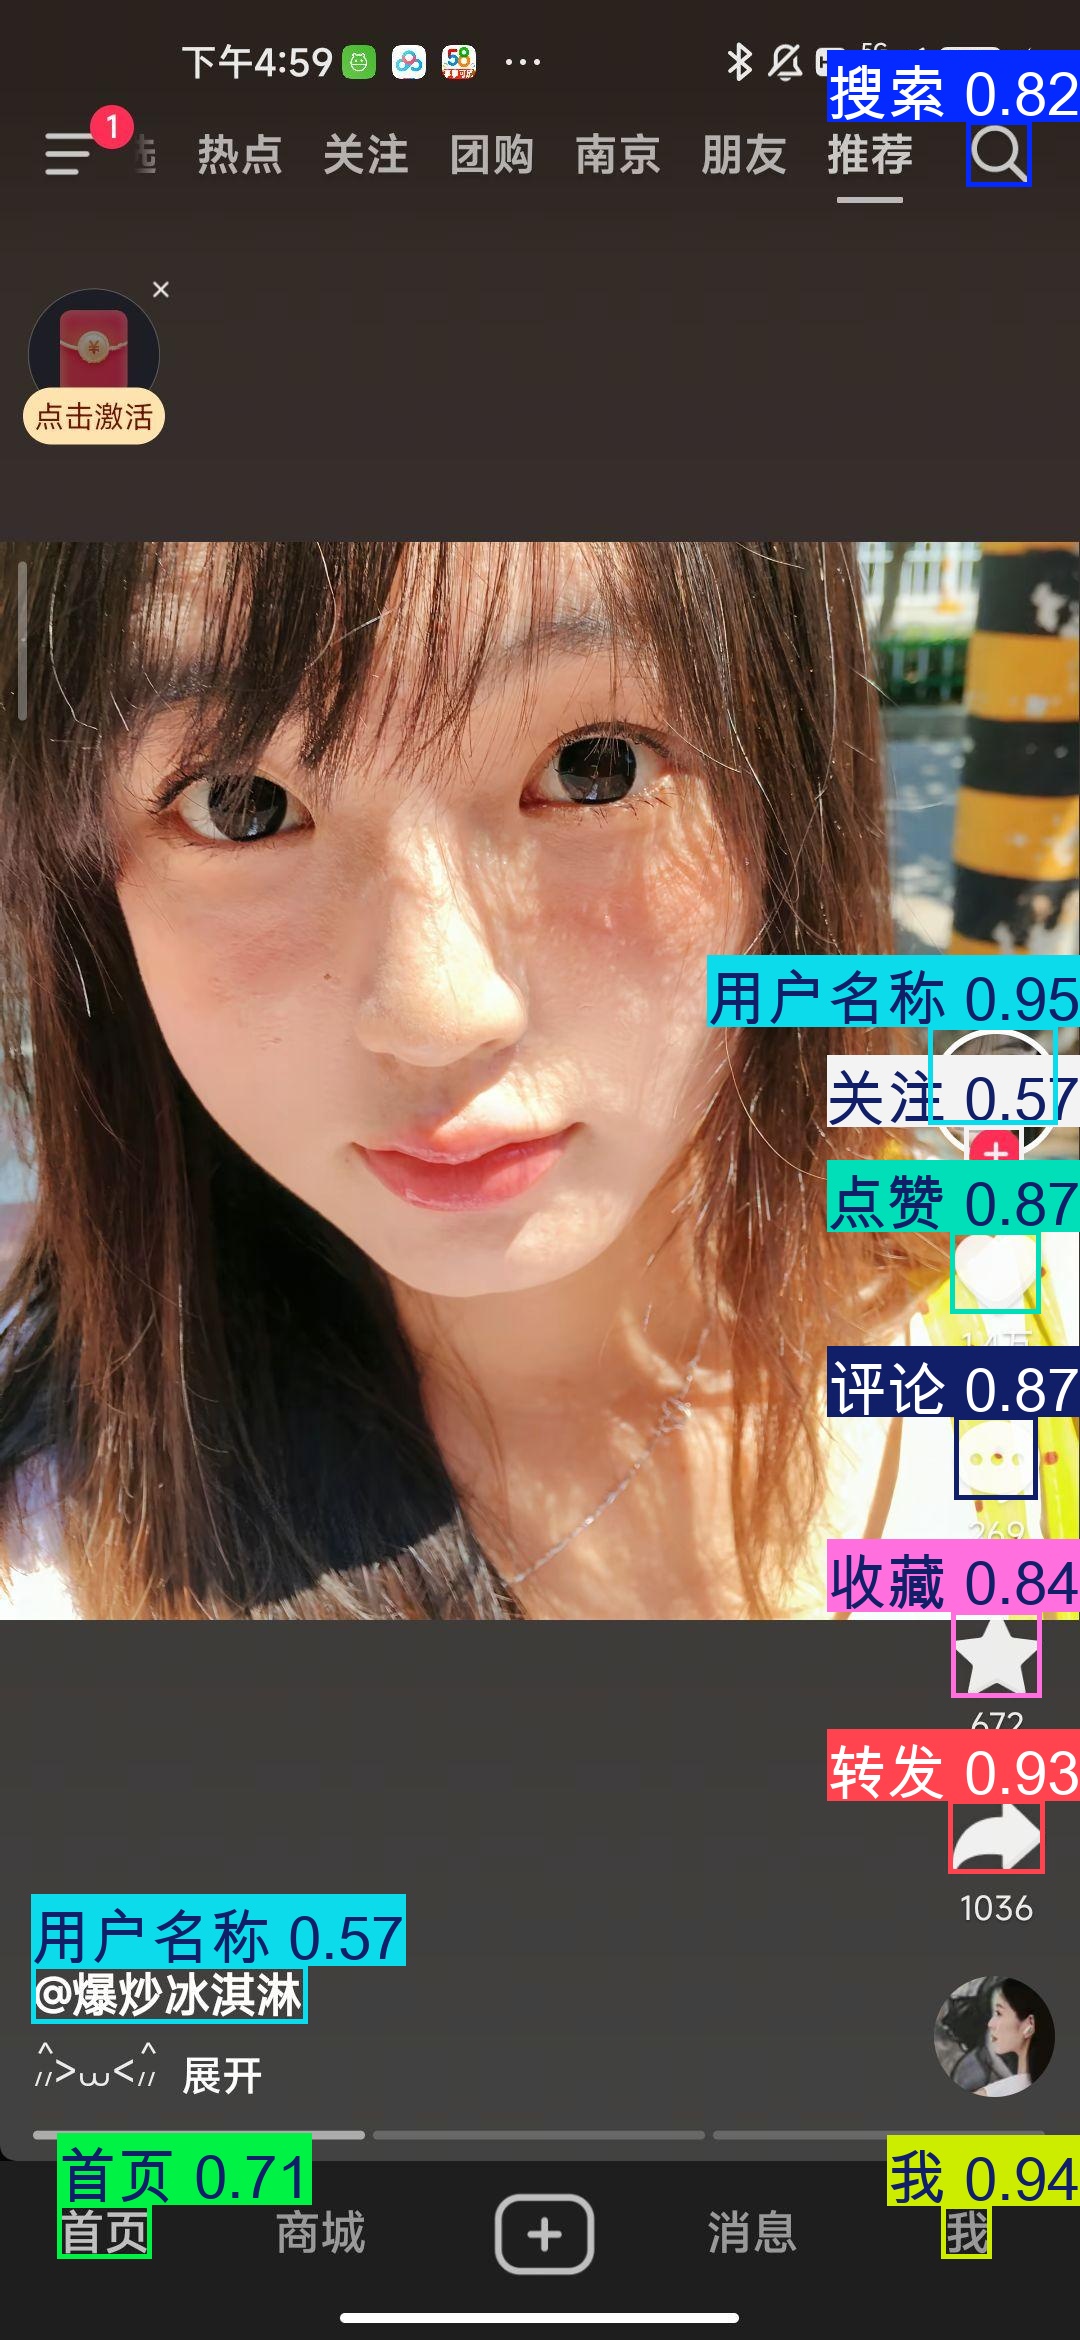 下午4:59
58
搜索 0.82
1
热点 关注 团购 南京 朋友 推荐
点击激活
用户名称 0.95
关注 0.57
点赞 0.87
评论 0.87
269
收藏 0.84
672
转发 0.93
1036
用户名称 0.57
@爆炒冰淇淋
展开
首页 0.71
我 0.94
首页 商城 消息 我